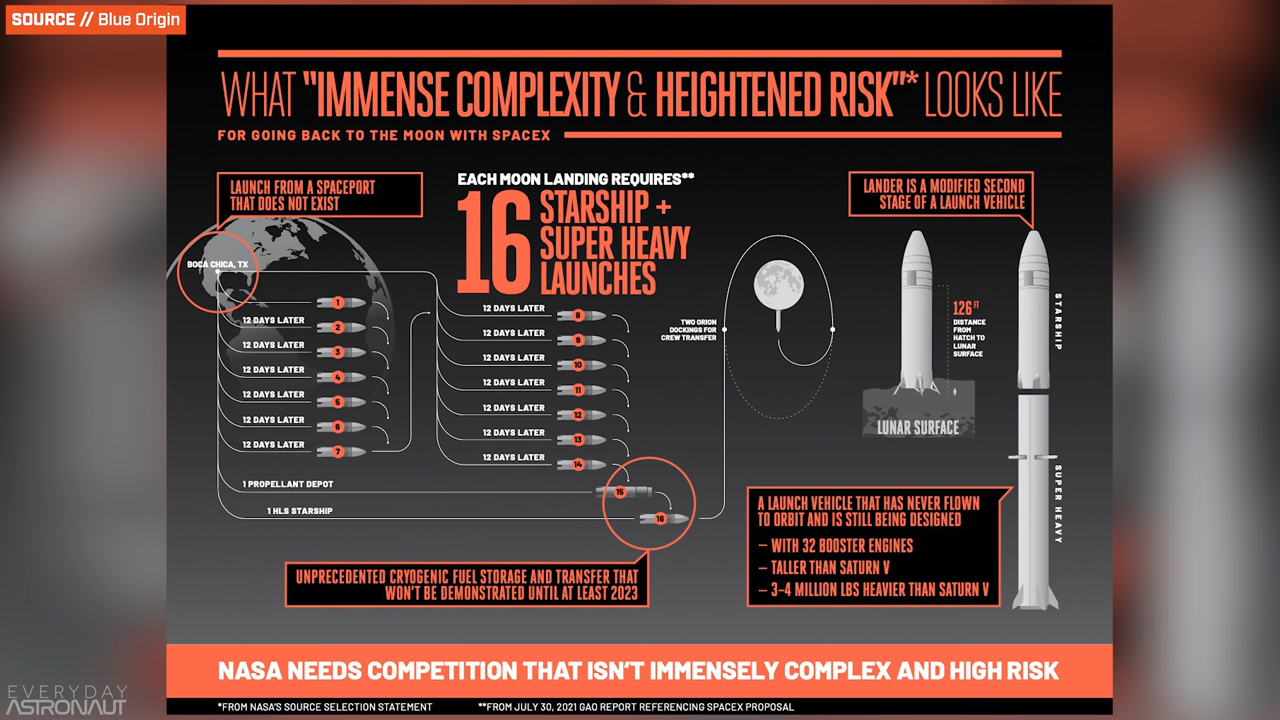 SOURCE // Blue Origin
WHAT "IMMENSE COMPLEXITY & HEIGHTENED RISK"* LOOKS LIKE
FOR GOING BACK TO THE MOON WITH SPACEX
LAUNCH FROM A SPACEPORT
THAT DOES NOT EXIST
BOCA CHICA, TX
EACH MOON LANDING REQUIRES**
16
STARSHIP +
SUPER HEAVY
LAUNCHES
1
12 DAYS LATER 2
12 DAYS LATER 3
12 DAYS LATER 4
12 DAYS LATER 5
12 DAYS LATER 6
12 DAYS LATER 7
12 DAYS LATER 8
12 DAYS LATER 9
12 DAYS LATER 10
12 DAYS LATER 11
12 DAYS LATER 12
12 DAYS LATER 13
12 DAYS LATER 14
1 PROPELLANT DEPOT 15
1 HLS STARSHIP 16
UNPRECEDENTED CRYOGENIC FUEL STORAGE AND TRANSFER THAT
WON'T BE DEMONSTRATED UNTIL AT LEAST 2023
TWO ORION
DOCKINGS FOR
CREW TRANSFER
LANDER IS A MODIFIED SECOND
STAGE OF A LAUNCH VEHICLE
126 FT
DISTANCE
FROM
HATCH TO
LUNAR
SURFACE
LUNAR SURFACE
STARSHIP
SUPER HEAVY
A LAUNCH VEHICLE THAT HAS NEVER FLOWN
TO ORBIT AND IS STILL BEING DESIGNED
– WITH 32 BOOSTER ENGINES
– TALLER THAN SATURN V
– 3-4 MILLION LBS HEAVIER THAN SATURN V
NASA NEEDS COMPETITION THAT ISN'T IMMENSELY COMPLEX AND HIGH RISK
*FROM NASA'S SOURCE SELECTION STATEMENT
**FROM JULY 30, 2021 GAO REPORT REFERENCING SPACEX PROPOSAL
EVERYDAY
ASTRONAUT